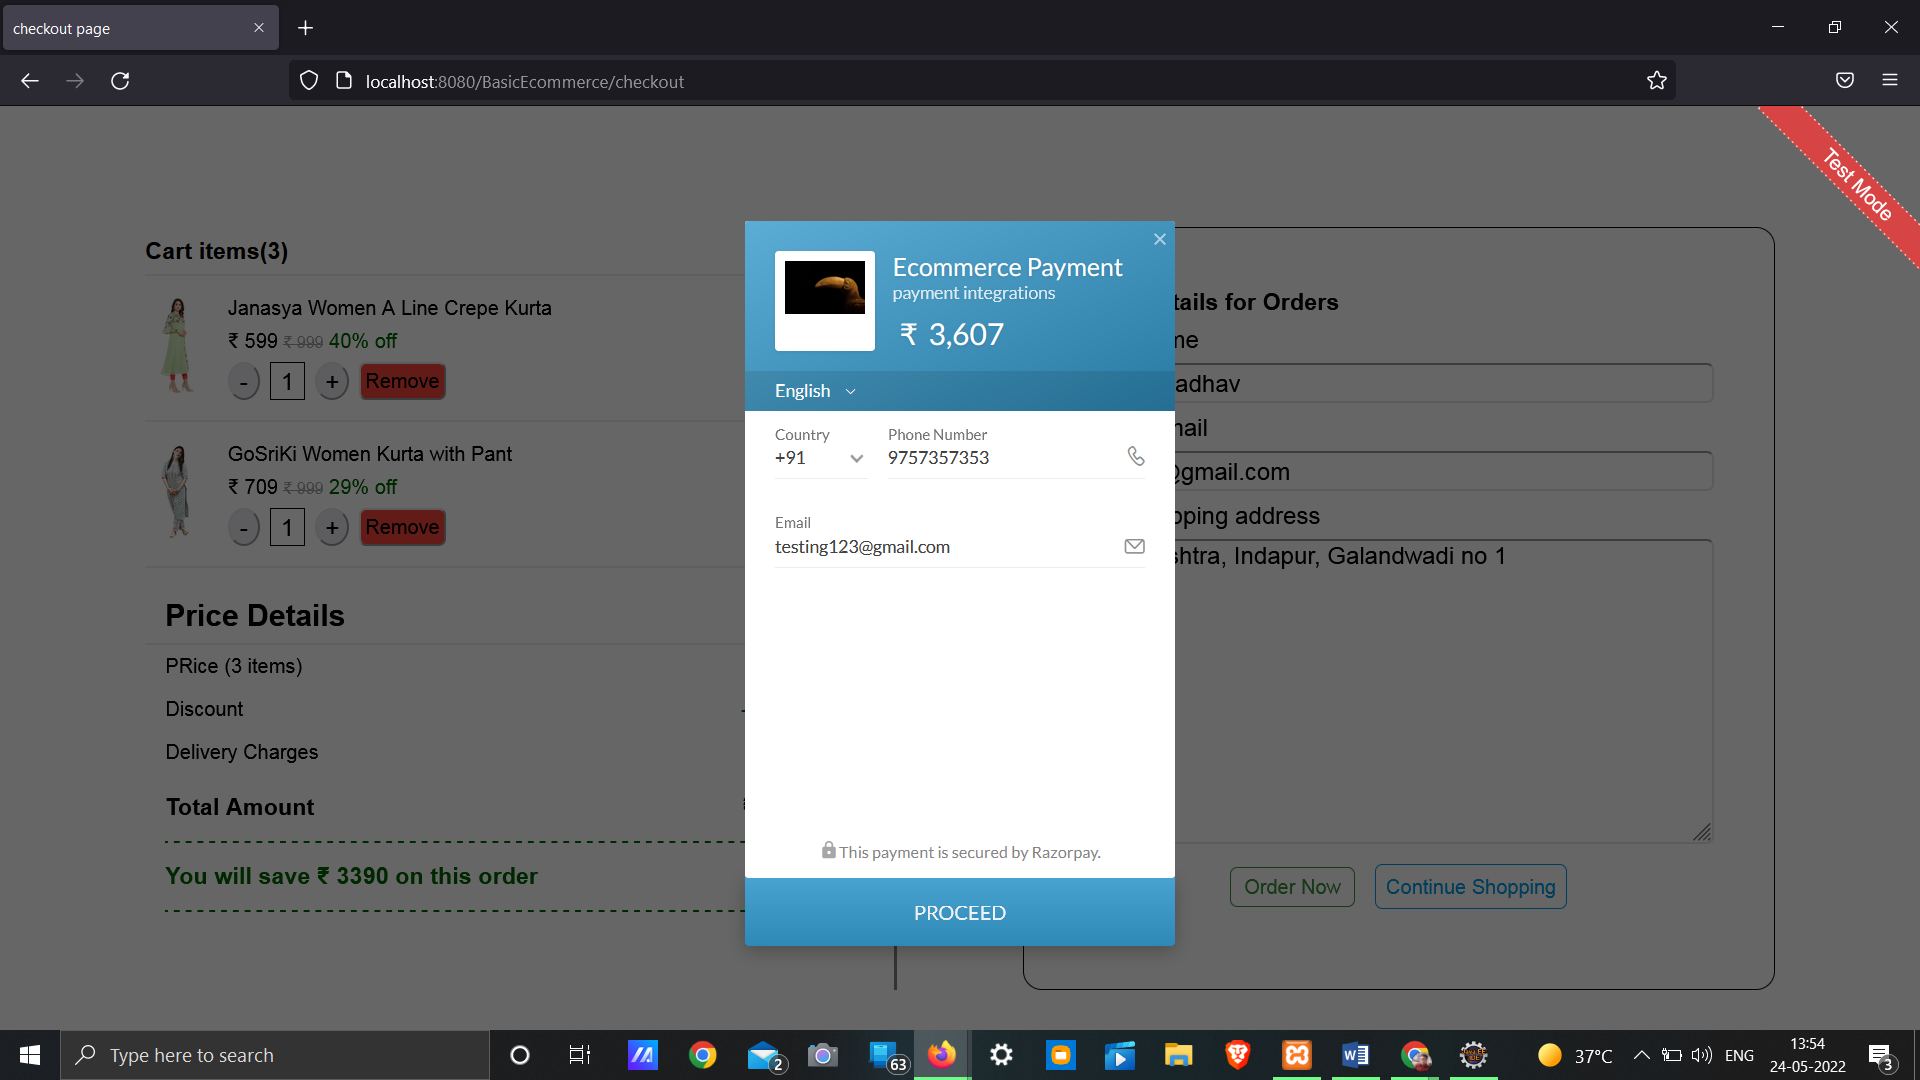 checkout page
localhost:8080/BasicEcommerce/checkout
Test Mode
Cart items(3)
Janasya Women A Line Crepe Kurta
₹ 599 ₹ 999 40% off
- 1 + Remove
GoSriKi Women Kurta with Pant
₹ 709 ₹ 999 29% off
- 1 + Remove
Price Details
PRice (3 items)
Discount
Delivery Charges
Total Amount
You will save ₹ 3390 on this order
Ecommerce Payment
payment integrations
₹ 3,607
English
Country
+91
Phone Number
9757357353
Email
testing123@gmail.com
This payment is secured by Razorpay.
PROCEED
tails for Orders
me
adhav
nail
@gmail.com
pping address
shtra, Indapur, Galandwadi no 1
Order Now
Continue Shopping
Type here to search
2
63
37°C
ENG
13:54
24-05-2022
3